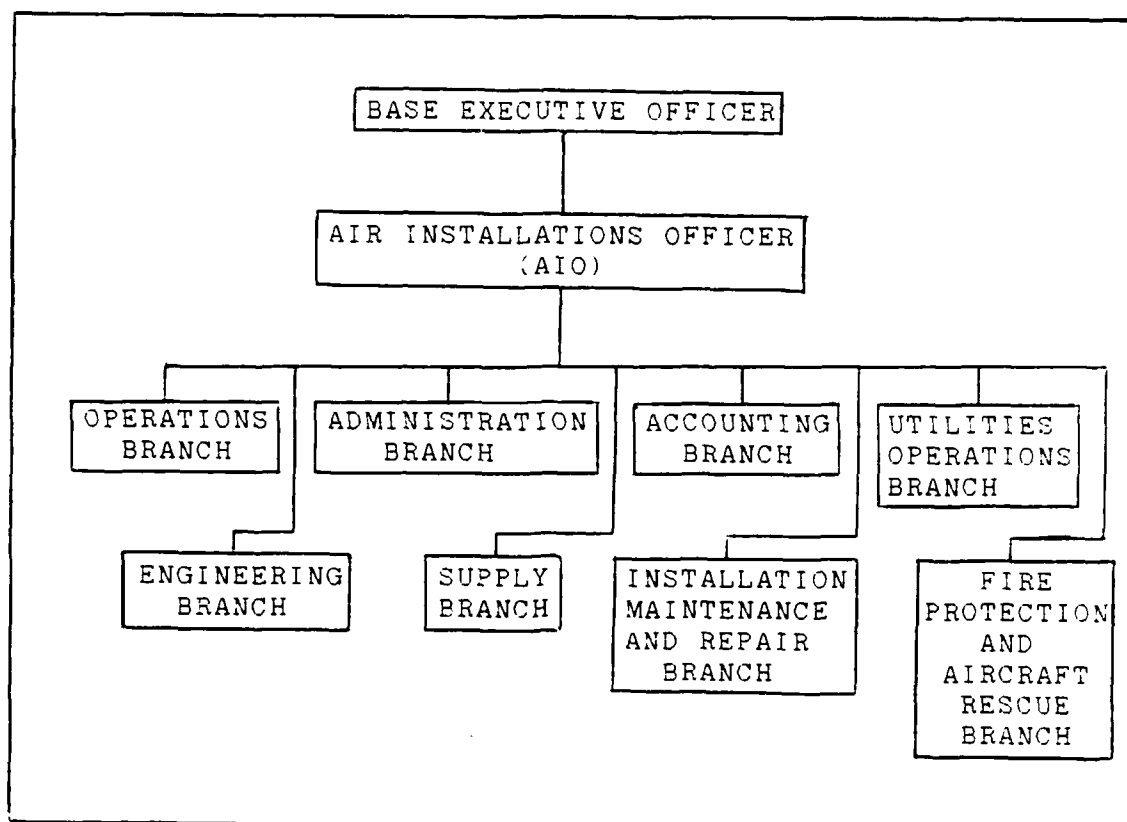 BASE EXECUTIVE OFFICER
AIR INSTALLATIONS OFFICER
(AIO)
OPERATIONS
BRANCH
ADMINISTRATION
BRANCH
ACCOUNTING
BRANCH
UTILITIES
OPERATIONS
BRANCH
ENGINEERING
BRANCH
SUPPLY
BRANCH
INSTALLATION
MAINTENANCE
AND REPAIR
BRANCH
FIRE
PROTECTION
AND
AIRCRAFT
RESCUE
BRANCH